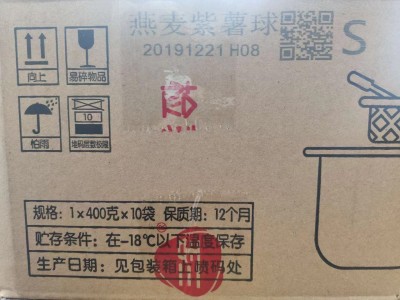 燕麦紫薯球
20191221 H08
S
向上
易碎物品
怕雨
10
堆码层数极限
规格: 1×400克×10袋 保质期: 12个月
贮存条件: 在-18℃以下温度保存
生产日期: 见包装箱上喷码处